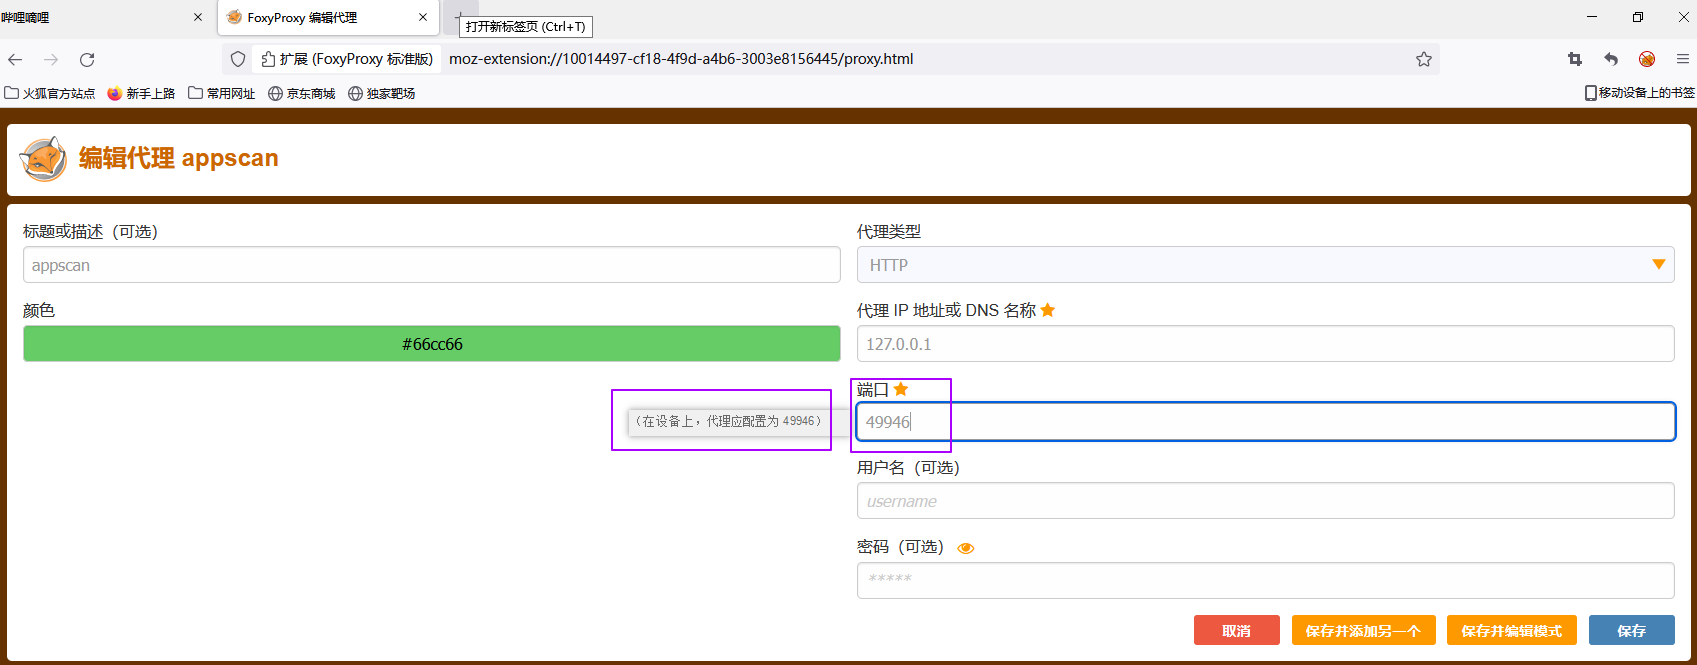 哔哩嘀哩
FoxyProxy 编辑代理
打开新标签页 (Ctrl+T)
扩展 (FoxyProxy 标准版)
moz-extension://10014497-cf18-4f9d-a4b6-3003e8156445/proxy.html
火狐官方站点
新手上路
常用网址
京东商城
独家靶场
移动设备上的书签
编辑代理 appscan
标题或描述（可选）
appscan
颜色
#66cc66
代理类型
HTTP
代理 IP 地址或 DNS 名称
127.0.0.1
端口
（在设备上，代理应配置为 49946）
49946
用户名（可选）
username
密码（可选）
*****
取消
保存并添加另一个
保存并编辑模式
保存